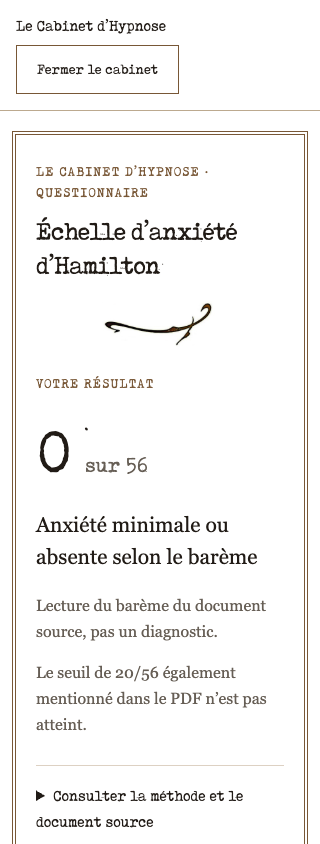 Le Cabinet d’Hypnose
Fermer le cabinet
LE CABINET D’HYPNOSE ·
QUESTIONNAIRE
Échelle d’anxiété
d’Hamilton
VOTRE RÉSULTAT
0 sur 56
Anxiété minimale ou
absente selon le barème
Lecture du barème du document
source, pas un diagnostic.
Le seuil de 20/56 également
mentionné dans le PDF n’est pas
atteint.
▶ Consulter la méthode et le
document source